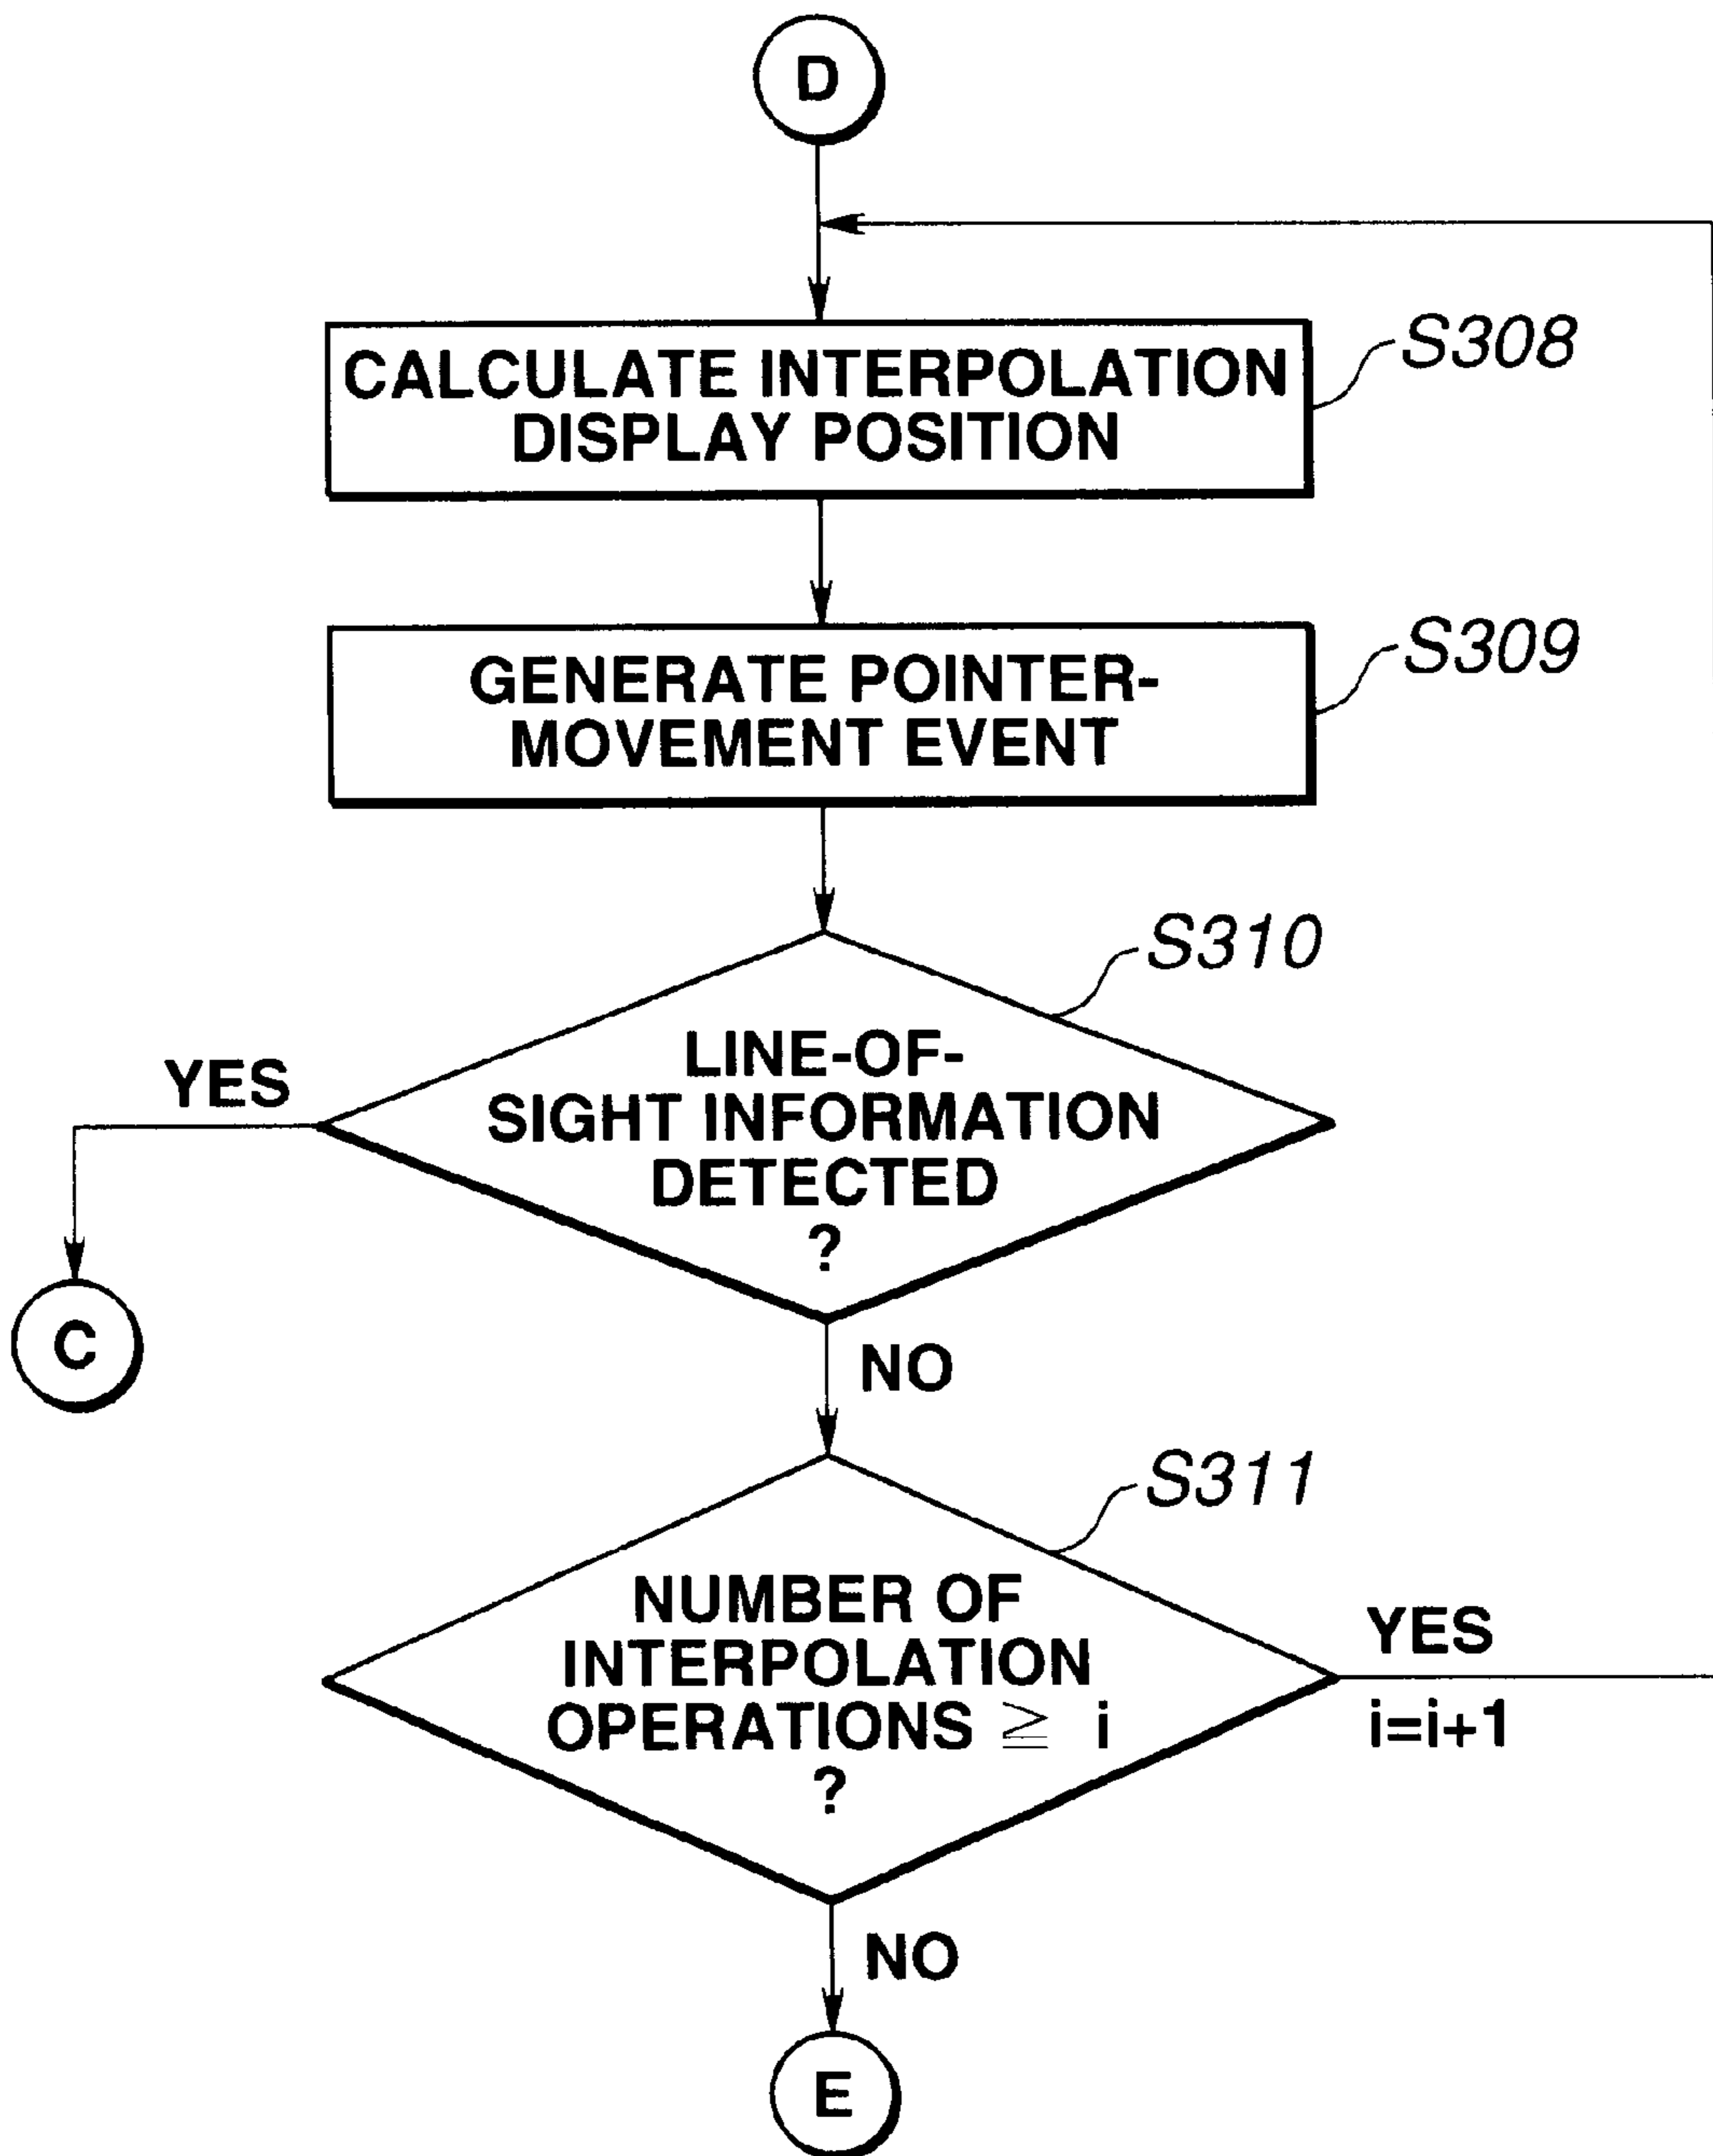 D
CALCULATE INTERPOLATION
DISPLAY POSITION
S308
GENERATE POINTER-
MOVEMENT EVENT
S309
S310
LINE-OF-
SIGHT INFORMATION
DETECTED
?
YES
C
NO
S311
NUMBER OF
INTERPOLATION
OPERATIONS ≧ i
?
YES
i=i+1
NO
E